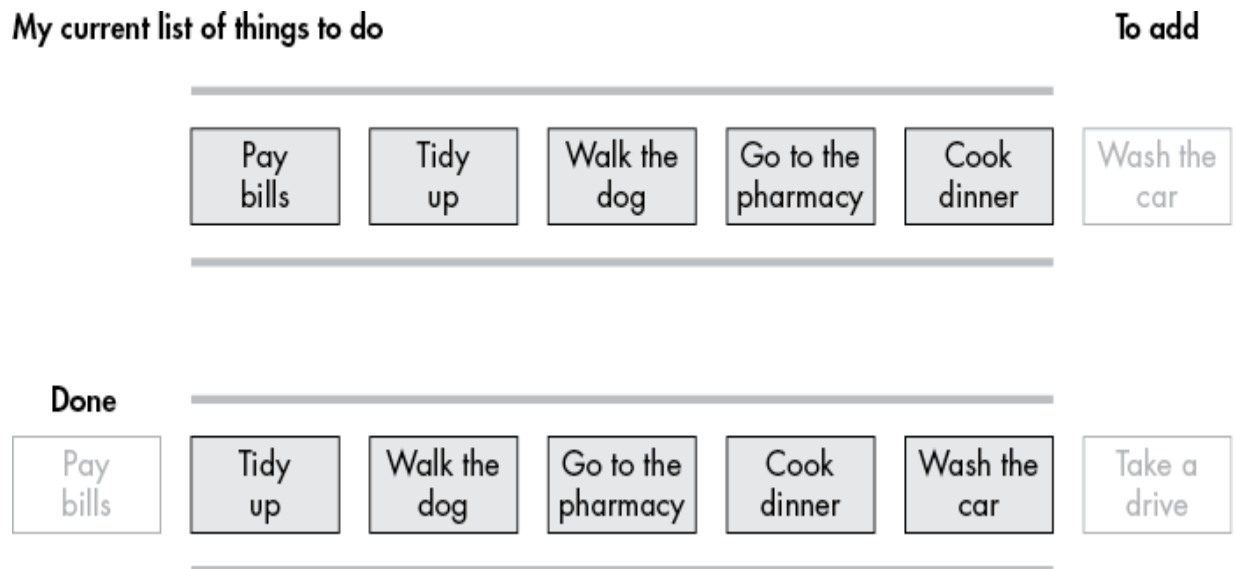 My current list of things to do
To add
Pay
bills
Tidy
up
Walk the
dog
Go to the
pharmacy
Cook
dinner
Wash the
car
Done
Pay
bills
Tidy
up
Walk the
dog
Go to the
pharmacy
Cook
dinner
Wash the
car
Take a
drive